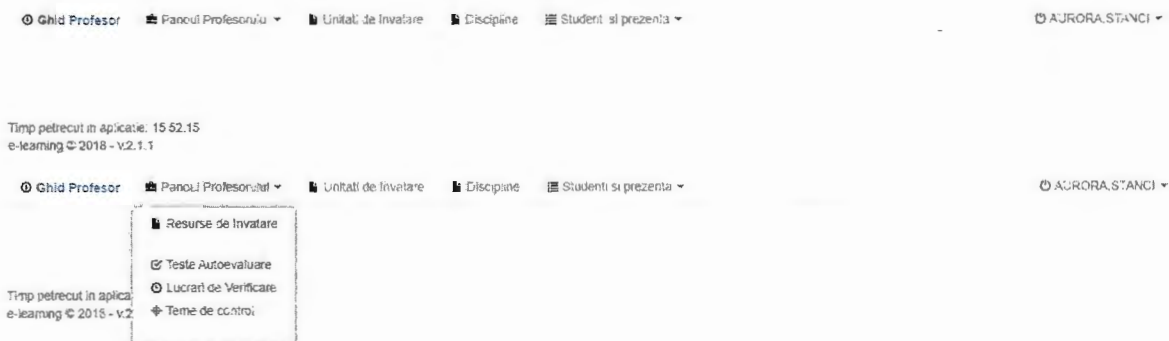 Ghid Profesor Panoul Profesorului Unitati de Invatare Discipline Studenti si prezenta AURORA.STANCI
Timp petrecut in aplicatie: 15:52:15
e-learning © 2018 - v.2.1.1
Ghid Profesor Panoul Profesorului Unitati de Invatare Discipline Studenti si prezenta AURORA.STANCI
Resurse de Invatare
Teste Autoevaluare
Lucrari de Verificare
Timp petrecut in aplica
e-learning © 2018 - v.2
Teme de control